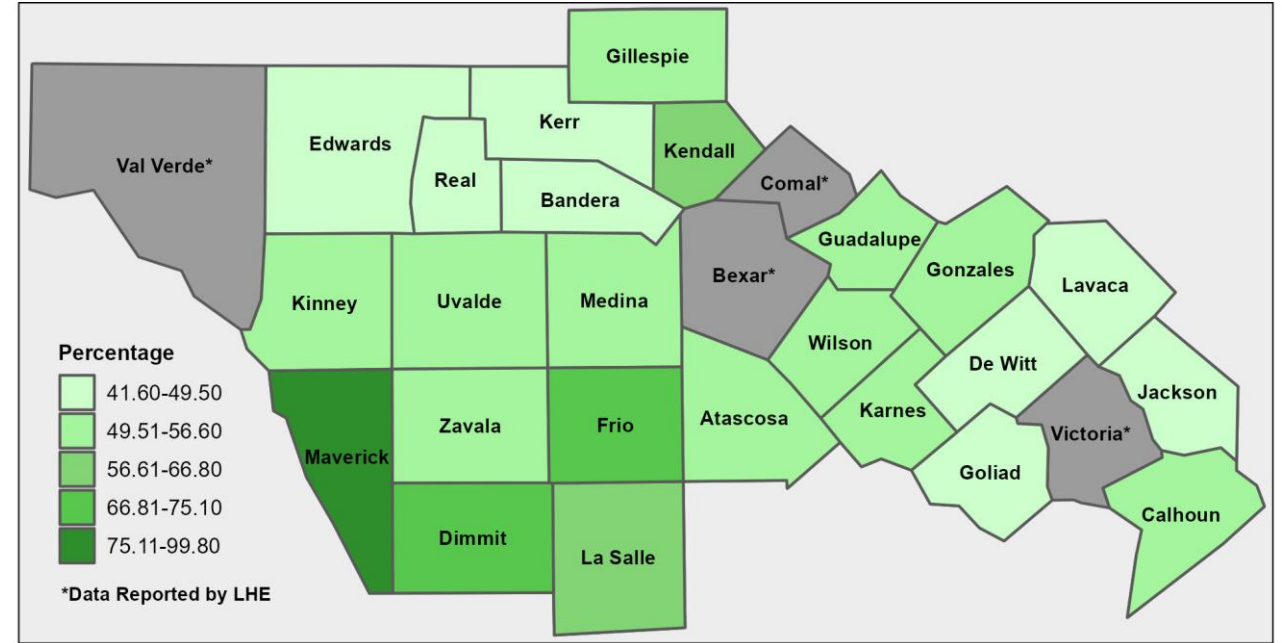 Gillespie
Edwards
Kerr
Kendall
Val Verde*
Real
Bandera
Comal*
Guadalupe
Bexar*
Gonzales
Lavaca
Kinney
Uvalde
Medina
Wilson
De Witt
Jackson
Zavala
Frio
Atascosa
Karnes
Victoria*
Maverick
Goliad
Calhoun
Dimmit
La Salle
Percentage
41.60-49.50
49.51-56.60
56.61-66.80
66.81-75.10
75.11-99.80
*Data Reported by LHE